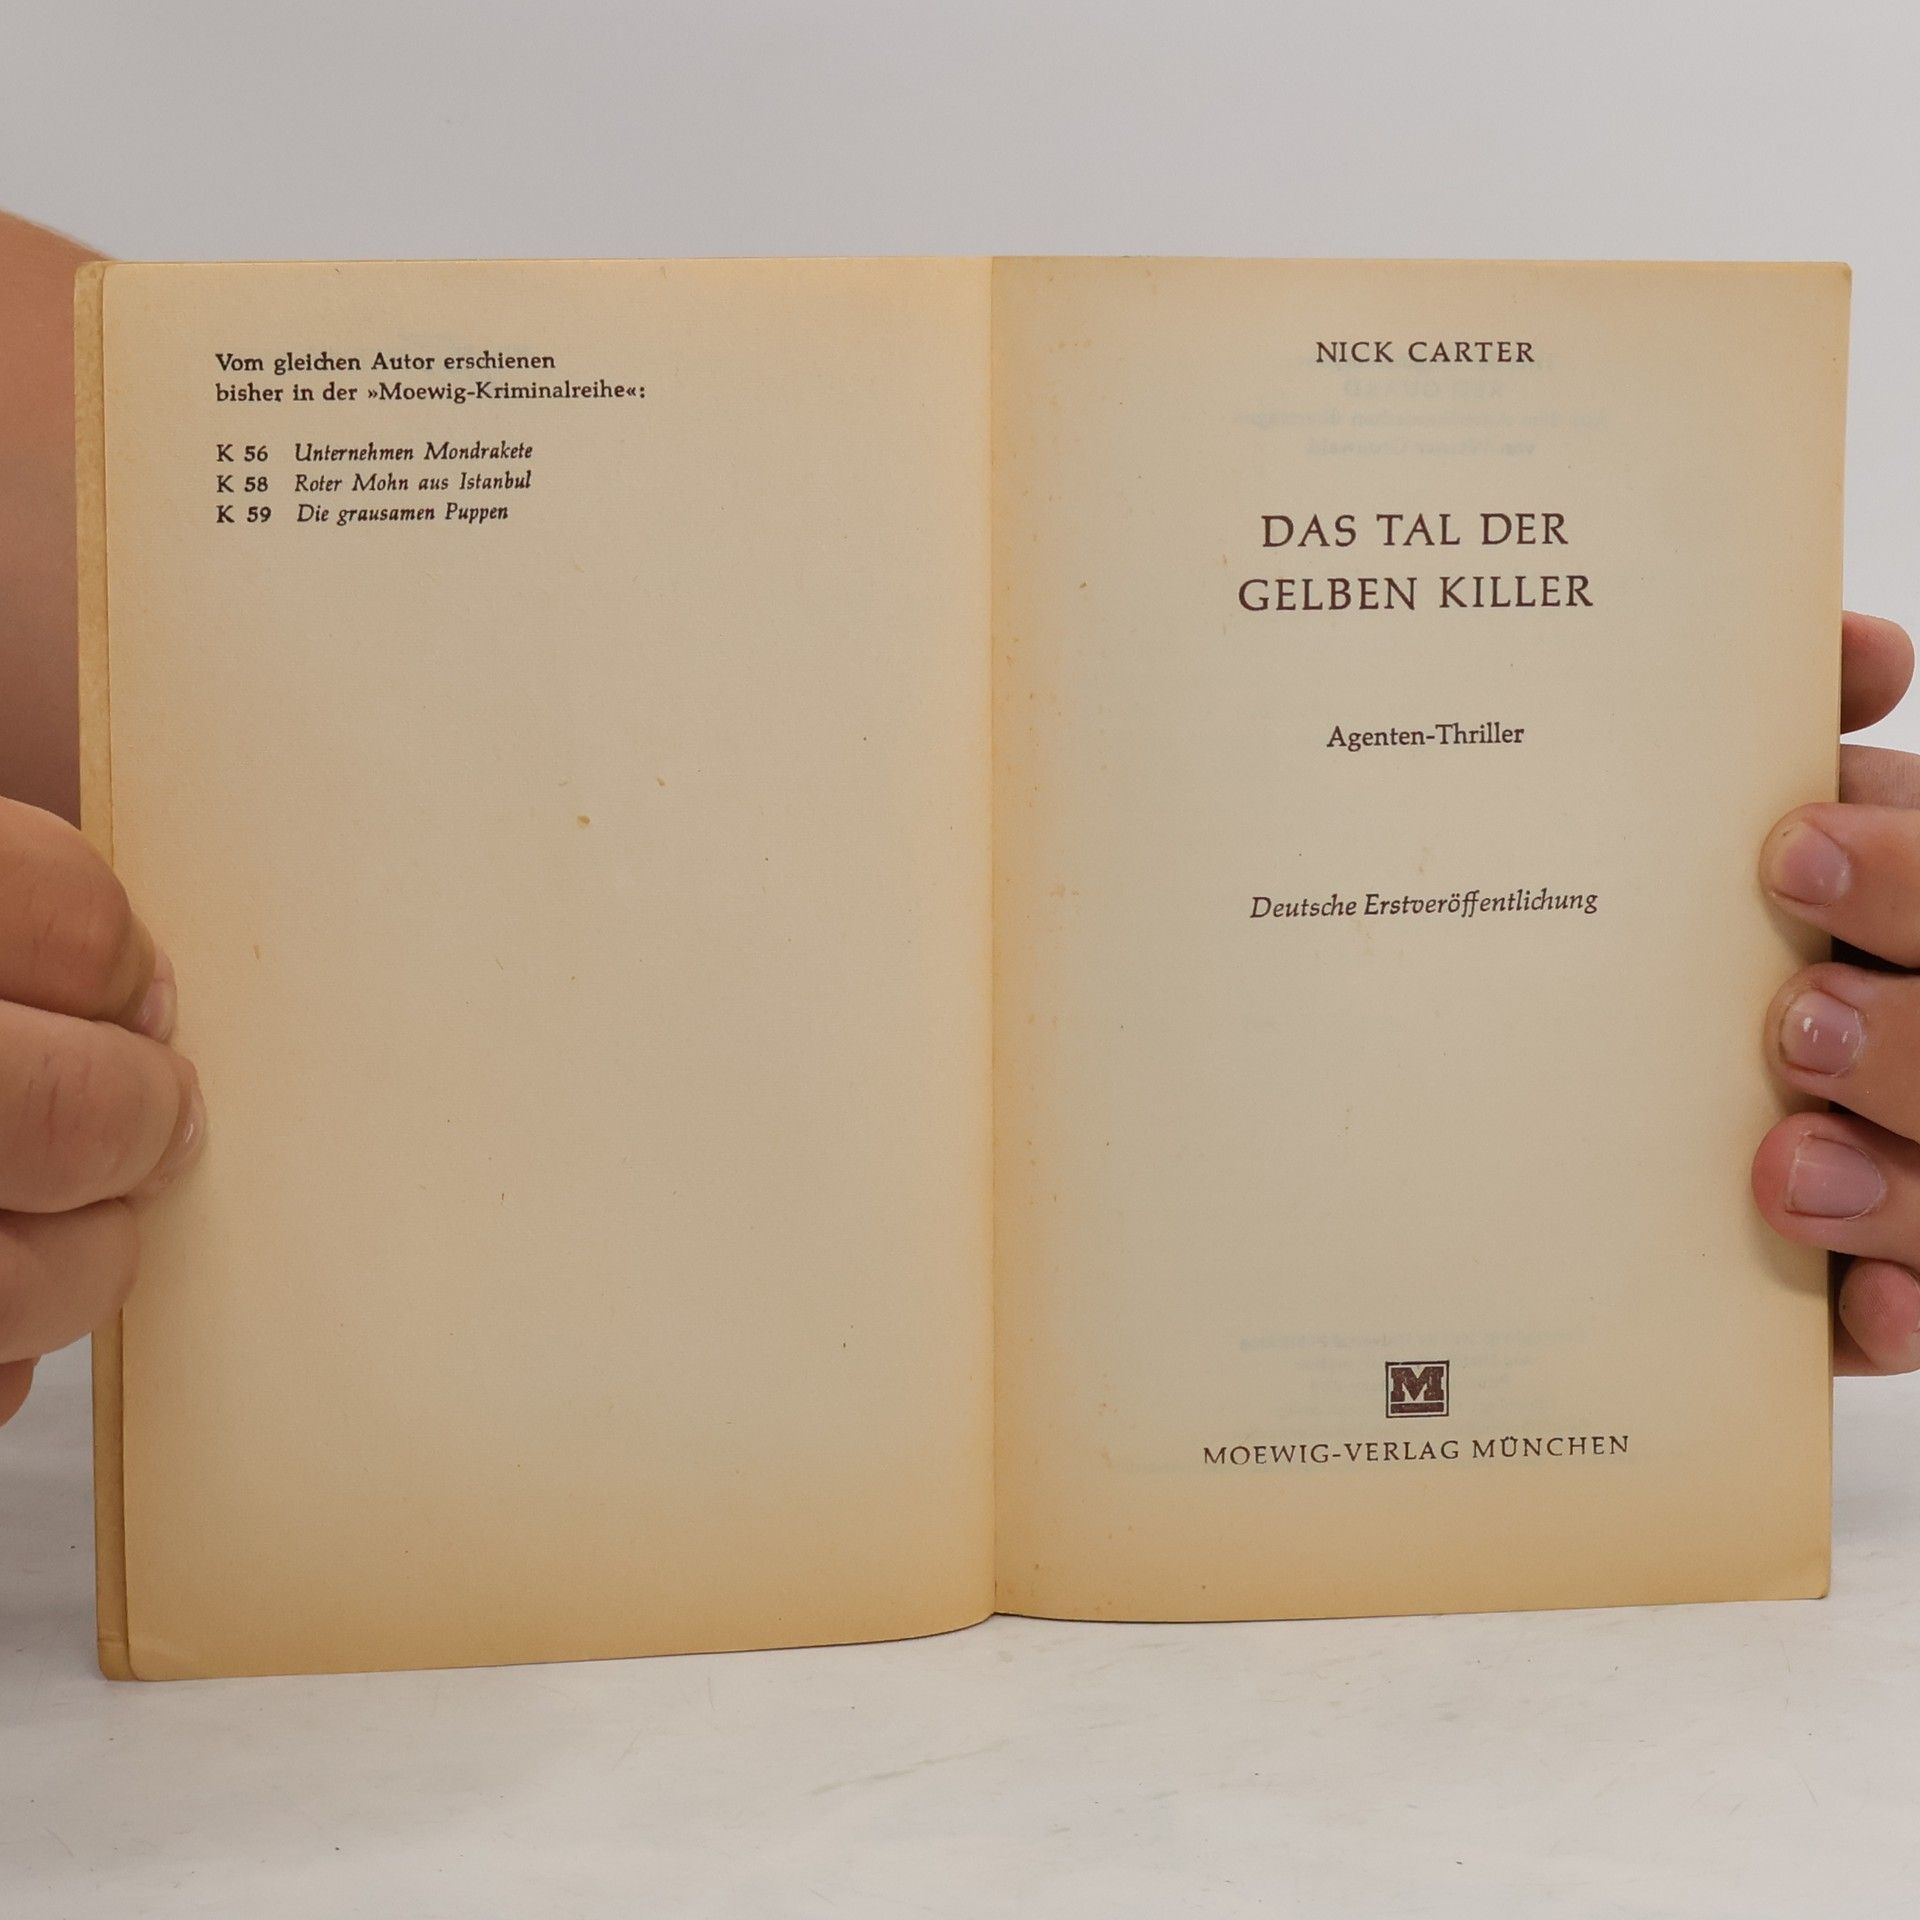 Vom gleichen Autor erschienen
bisher in der »Moewig-Kriminalreihe«:
K 56 Unternehmen Mondrakete
K 58 Roter Mohn aus Istanbul
K 59 Die grausamen Puppen
NICK CARTER
DAS TAL DER
GELBEN KILLER
Agenten-Thriller
Deutsche Erstveröffentlichung
M
MOEWIG-VERLAG MÜNCHEN